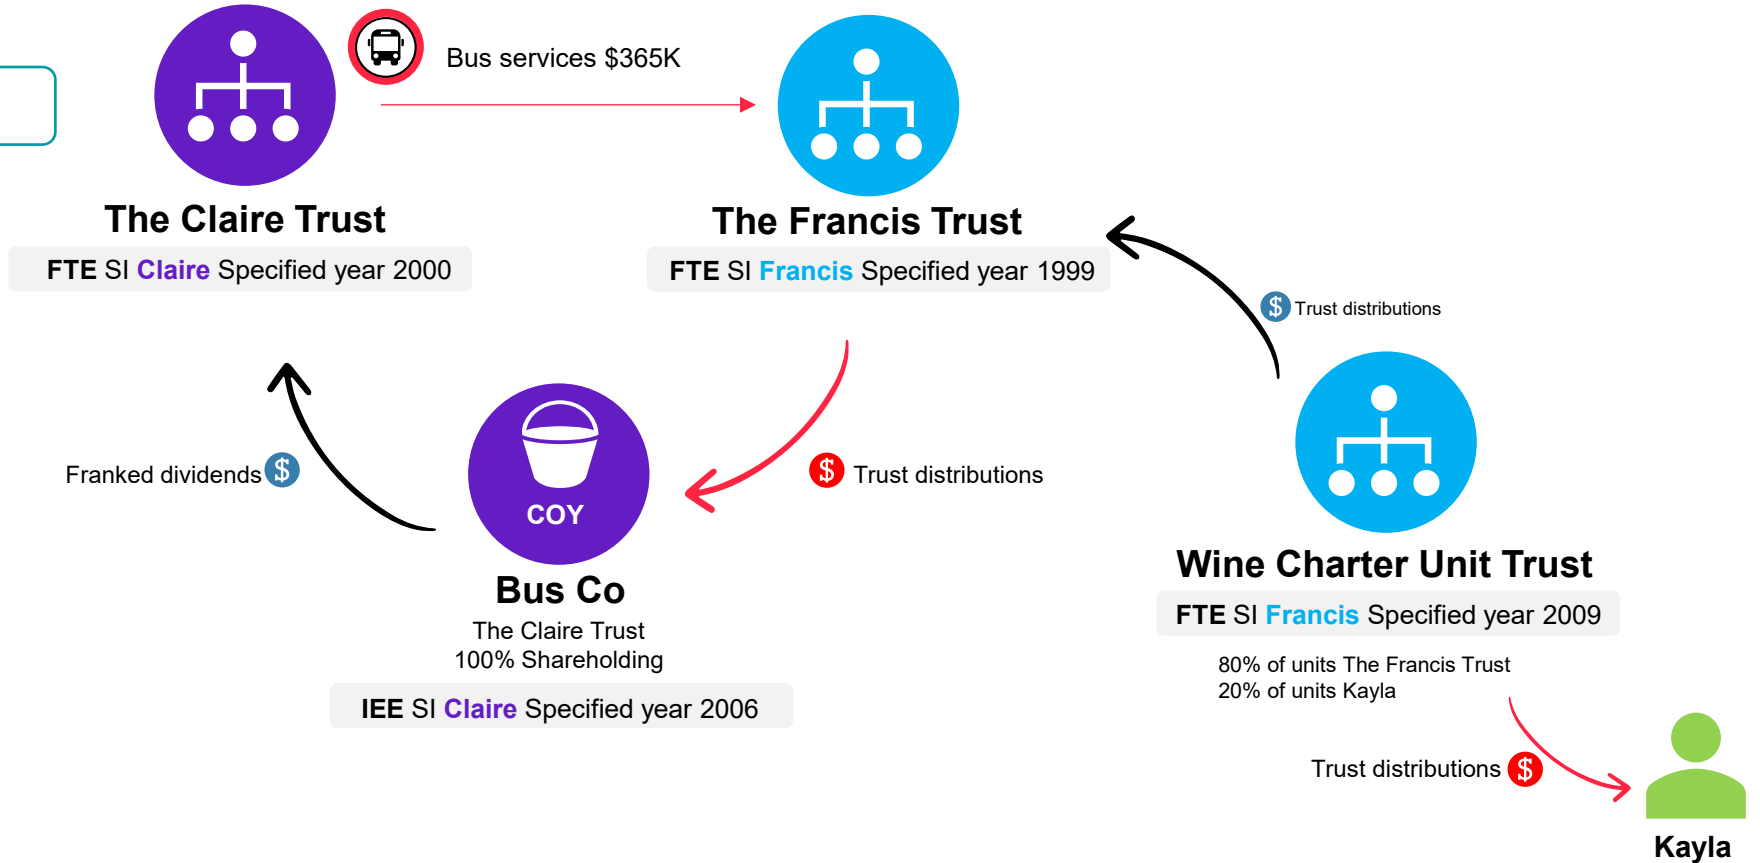 Bus services $365K
The Claire Trust
FTE SI Claire Specified year 2000
The Francis Trust
FTE SI Francis Specified year 1999
$ Trust distributions
Franked dividends $
COY
$ Trust distributions
Bus Co
The Claire Trust
100% Shareholding
IEE SI Claire Specified year 2006
Wine Charter Unit Trust
FTE SI Francis Specified year 2009
80% of units The Francis Trust
20% of units Kayla
Trust distributions $
Kayla